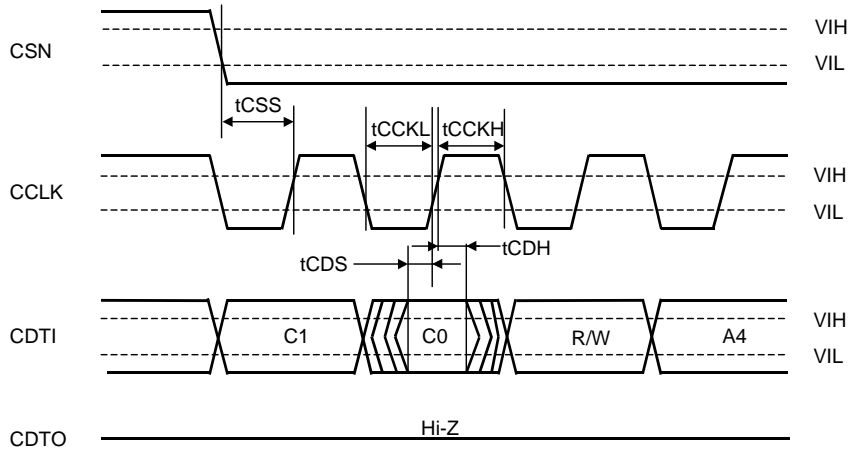 CSN
VIH
VIL
tCSS
tCCKL tCCKH
CCLK
VIH
VIL
tCDS
tCDH
CDTI
C1 C0 R/W A4
VIH
VIL
CDTO
Hi-Z